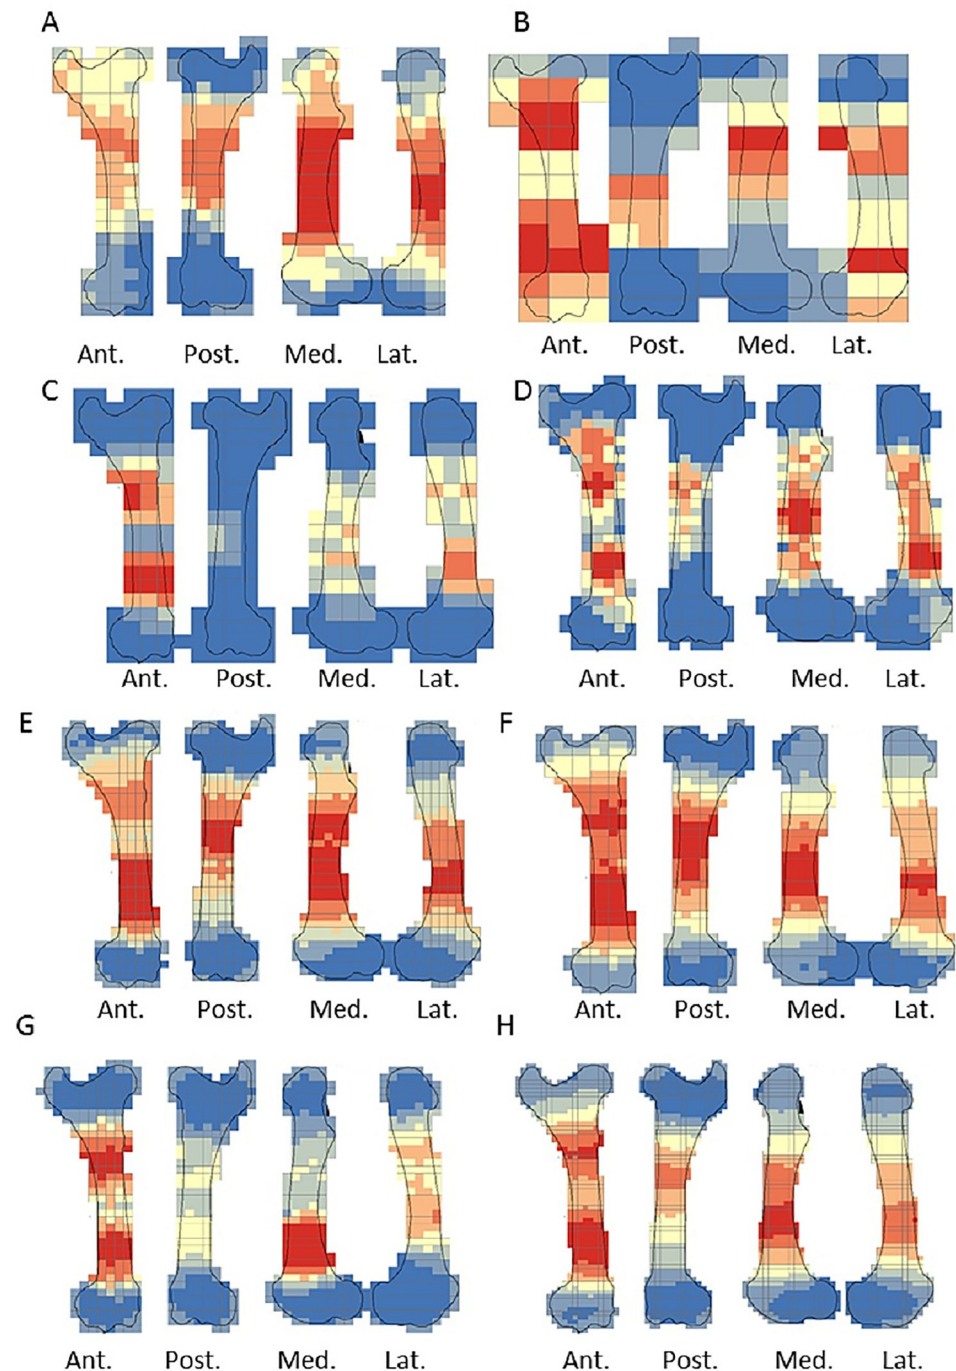 A
B
Ant. Post. Med. Lat.
Ant. Post. Med. Lat.
C
D
Ant. Post. Med. Lat.
Ant. Post. Med. Lat.
E
F
Ant. Post. Med. Lat.
Ant. Post. Med. Lat.
G
H
Ant. Post. Med. Lat.
Ant. Post. Med. Lat.